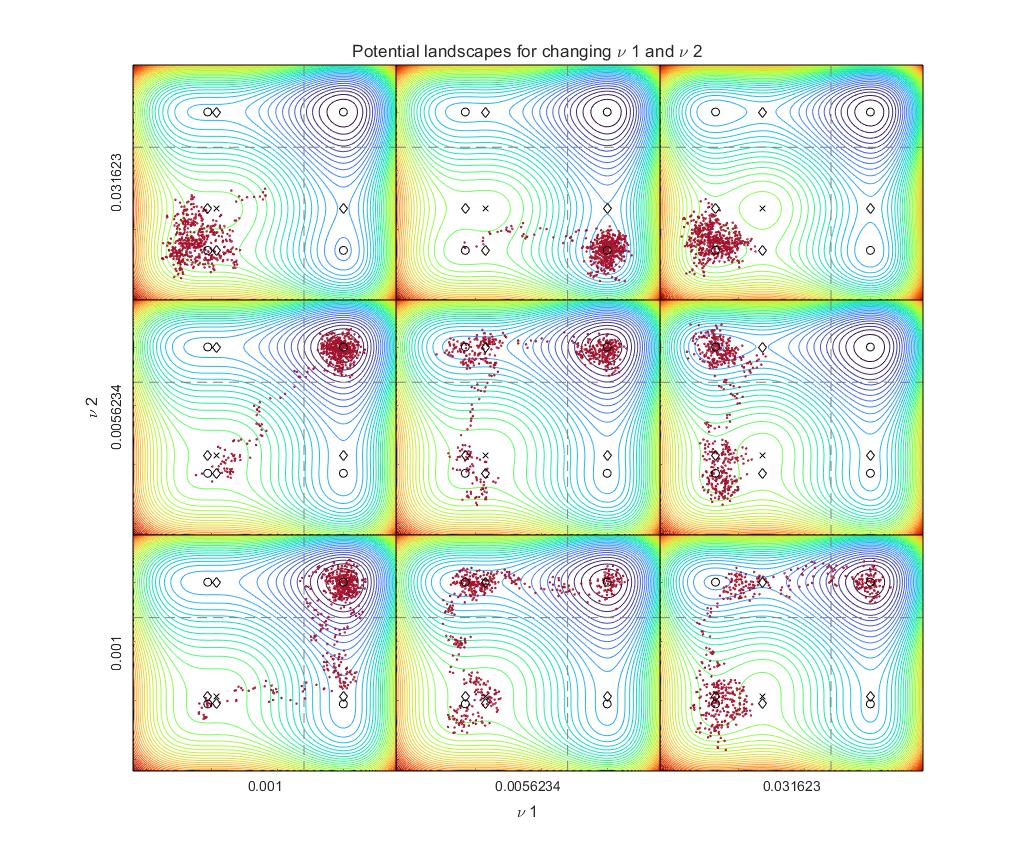 Potential landscapes for changing ν 1 and ν 2
0.031623
0.0056234
0.001
ν 2
0.001
0.0056234
0.031623
ν 1